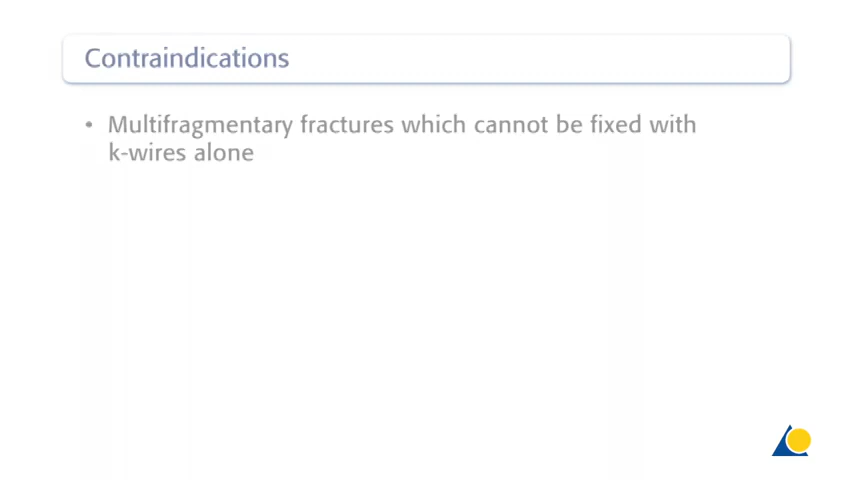 Contraindications
• Multifragmentary fractures which cannot be fixed with
k-wires alone